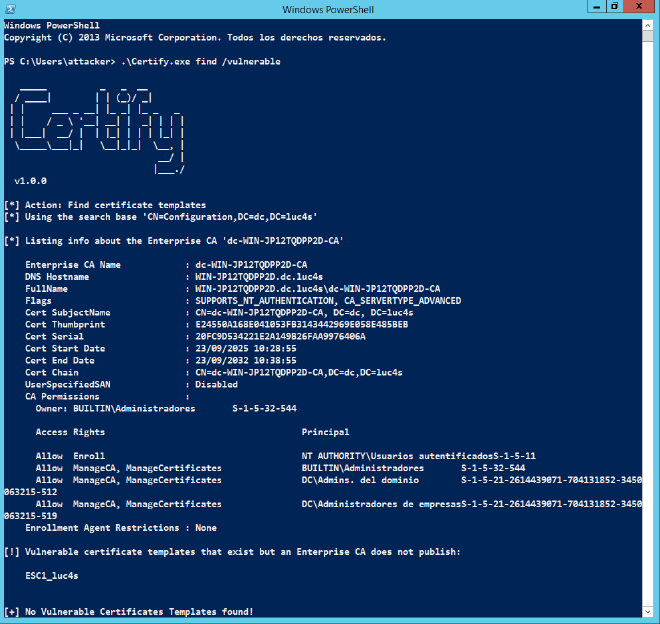 Windows PowerShell
Windows PowerShell
Copyright (C) 2013 Microsoft Corporation. Todos los derechos reservados.
PS C:\Users\attacker> .\Certify.exe find /vulnerable
Certify
v1.0.0
[*] Action: Find certificate templates
[*] Using the search base 'CN=Configuration,DC=dc,DC=luc4s'
[*] Listing info about the Enterprise CA 'dc-WIN-JP12TQDPP2D-CA'
Enterprise CA Name : dc-WIN-JP12TQDPP2D-CA
DNS Hostname : WIN-JP12TQDPP2D.dc.luc4s
FullName : WIN-JP12TQDPP2D.dc.luc4s\dc-WIN-JP12TQDPP2D-CA
Flags : SUPPORTS_NT_AUTHENTICATION, CA_SERVERTYPE_ADVANCED
Cert SubjectName : CN=dc-WIN-JP12TQDPP2D-CA, DC=dc, DC=luc4s
Cert Thumbprint : E24550A168E041053FB3143442969E058E485BEB
Cert Serial : 20FC9D534221E2A149B26FAA9976406A
Cert Start Date : 23/09/2025 10:28:55
Cert End Date : 23/09/2032 10:38:55
Cert Chain : CN=dc-WIN-JP12TQDPP2D-CA,DC=dc,DC=luc4s
UserSpecifiedSAN : Disabled
CA Permissions :
Owner: BUILTIN\Administradores S-1-5-32-544
Access Rights Principal
Allow Enroll NT AUTHORITY\Usuarios autentificadosS-1-5-11
Allow ManageCA, ManageCertificates BUILTIN\Administradores S-1-5-32-544
Allow ManageCA, ManageCertificates DC\Admins. del dominio S-1-5-21-2614439071-704131852-3450
063215-512
Allow ManageCA, ManageCertificates DC\Administradores de empresasS-1-5-21-2614439071-704131852-3450
063215-519
Enrollment Agent Restrictions : None
[!] Vulnerable certificate templates that exist but an Enterprise CA does not publish:
ESC1_luc4s
[+] No Vulnerable Certificates Templates found!